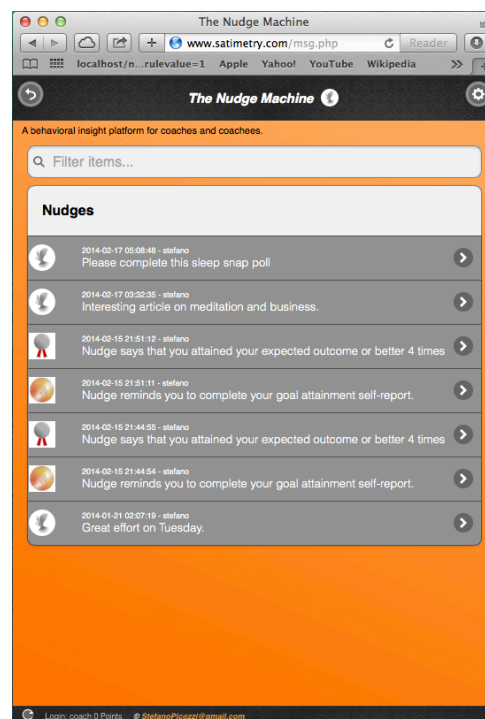 The Nudge Machine
www.satimetry.com/msg.php
Reader
localhost/n...rulevalue=1 Apple Yahoo! YouTube Wikipedia
The Nudge Machine
A behavioral insight platform for coaches and coachees.
Filter items...
Nudges
2014-02-17 05:08:48 - stefano
Please complete this sleep snap poll
2014-02-17 03:32:35 - stefano
Interesting article on meditation and business.
2014-02-15 21:51:12 - stefano
Nudge says that you attained your expected outcome or better 4 times
2014-02-15 21:51:11 - stefano
Nudge reminds you to complete your goal attainment self-report.
2014-02-15 21:44:55 - stefano
Nudge says that you attained your expected outcome or better 4 times
2014-02-15 21:44:54 - stefano
Nudge reminds you to complete your goal attainment self-report.
2014-01-21 02:07:19 - stefano
Great effort on Tuesday.
Login: coach 0 Points © StefanoPicozzi@gmail.com